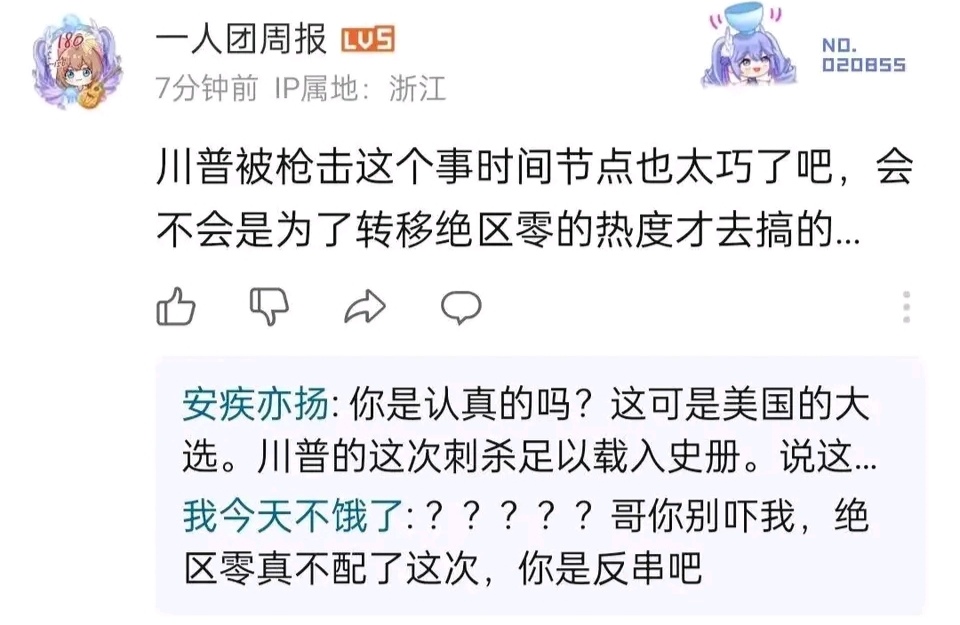 180
一人团周报 LV5
NO.
020855
7分钟前 IP属地：浙江
川普被枪击这个事时间节点也太巧了吧，会
不会是为了转移绝区零的热度才去搞的...
安疾亦扬: 你是认真的吗？这可是美国的大
选。川普的这次刺杀足以载入史册。说这...
我今天不饿了: ？？？？？哥你别吓我，绝
区零真不配了这次，你是反串吧